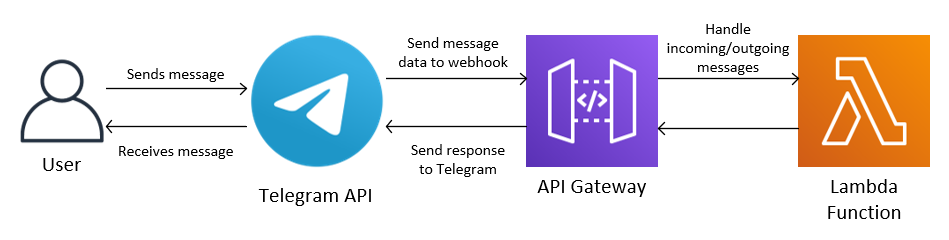 Sends message
Receives message
User
Telegram API
Send message
data to webhook
Send response
to Telegram
</>
API Gateway
Handle
incoming/outgoing
messages
Lambda
Function